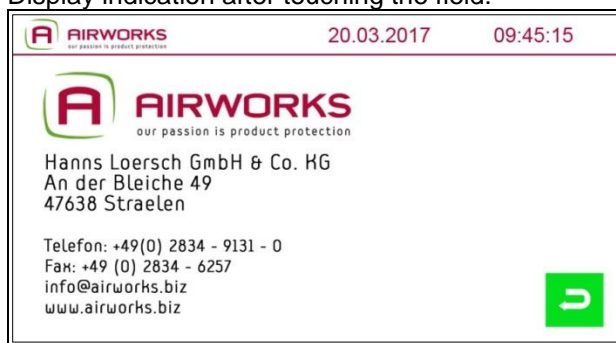 Display indication after touching the field:
AIRWORKS
our passion is product protection
20.03.2017
09:45:15
AIRWORKS
our passion is product protection
Hanns Loersch GmbH & Co. KG
An der Bleiche 49
47638 Straelen
Telefon: +49(0) 2834 - 9131 - 0
Fax: +49 (0) 2834 - 6257
info@airworks.biz
www.airworks.biz